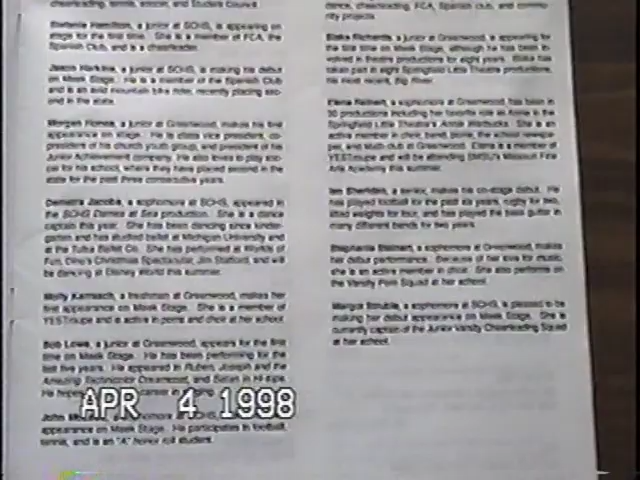 cheerleading, tennis, soccer, and Student Council.
Stefanie Hamilton, a junior at SCHS, is appearing on
stage for the first time. She is a member of FCA, the
Spanish Club, and is a cheerleader.
Jason Harkins, a junior at SCHS, is making his debut
on Meek Stage. He is a member of the Spanish Club
and is an avid mountain bike rider, recently placing sec-
ond in the state.
Morgan Hones, a junior at Greenwood, makes his first
appearance on stage. He is class vice president, co-
president of his church youth group, and president of his
Junior Achievement company. He also loves to play soc-
cer for his school, where they have placed second in the
state for the past three consecutive years.
Demetra Jacobs, a sophomore at SCHS, appeared in
the SCHS Dames at Sea production. She is a dance
captain this year. She has been dancing since kinder-
garten and has studied ballet at Michigan University and
at the Tulsa Ballet Co. She has performed at Worlds of
Fun, Dino's Christmas Spectacular, Jim Stafford, and will
be dancing at Disney World this summer.
Molly a freshman at Greenwood, makes her
first appearance on Meek Stage. She is a member of
YESTroupe and is active in poms and choir at her school.
Bob Lowe, a junior at Greenwood, appears for the first
time on Meek Stage. He has been performing for the
last five years. He appeared in Ruben, Joseph and the
Amazing Technicolor Dreamcoat, and
He hopes career in
John sophomore SCHS,
appearance on Meek Stage. He participates in football,
tennis, and is an "A" honor roll student.
dance, cheerleading, FCA, Spanish club, and commu-
nity projects.
Blake Richards, a junior at Greenwood, is appearing for
the first time on Meek Stage, although he has been in-
volved in theatre productions for eight years. Blake has
taken part in eight Springfield Little Theatre productions,
his most recent, Big River.
Elena a sophomore at Greenwood, has been in
30 productions including her favorite role as Annie in the
Springfield Little Theatre's Annie Warbucks. She is an
active member in choir, band, poms, the school newspa-
per, and Math club at Greenwood. Elena is a member of
YESTroupe and will be attending SMSU's Missouri Fine
Arts Academy this summer.
Ian Sheridan, a senior, makes his on-stage debut. He
has played football for the past six years, rugby for two,
lifted weights for four, and has played the bass guitar in
many different bands for two years.
Stephanie Steinert, a sophomore at Greenwood, makes
her debut performance. Because of her love for music,
she is an active member in choir. She also performs on
the Varsity Pom Squad at her school.
Margot a sophomore at SCHS, is pleased to be
making her debut appearance on Meek Stage. She is
currently captain of the Junior Varsity Cheerleading Squad
at her school.
APR 4 1998